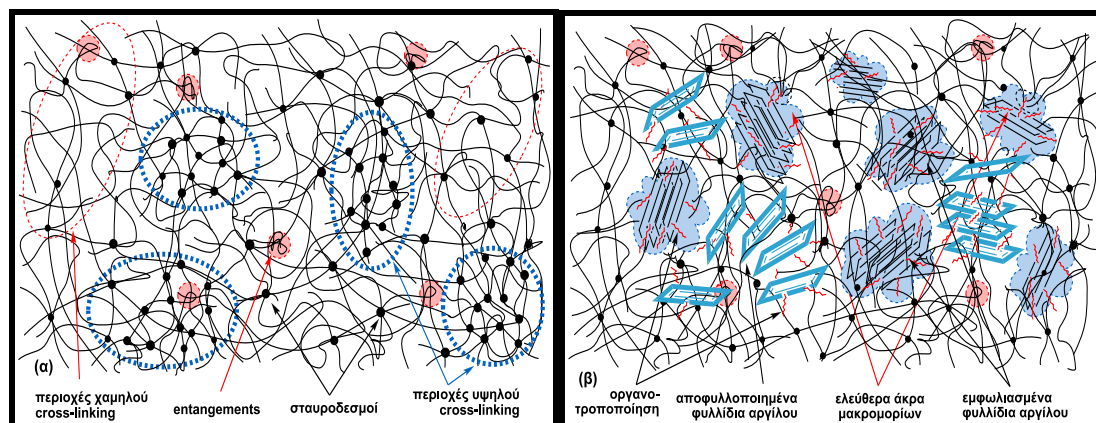 (α)
περιοχές χαμηλού
cross-linking
entangements
σταυροδεσμοί
περιοχές υψηλού
cross-linking
(β)
οργανο-
τροποποίηση
αποφυλλοποιημένα
φυλλίδια αργίλου
ελεύθερα άκρα
μακρομορίων
εμφωλιασμένα
φυλλίδια αργίλου